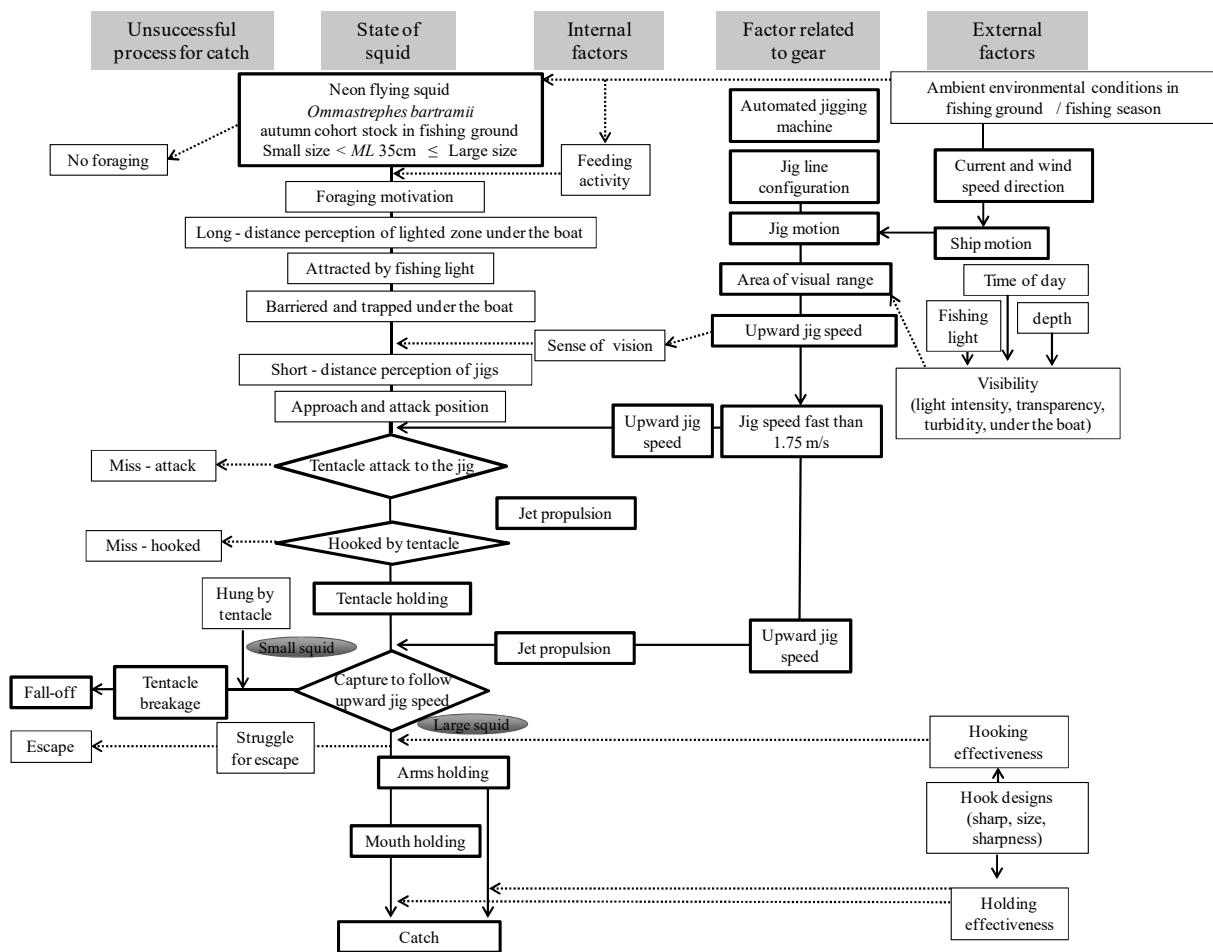 Unsuccessful
process for catch
State of
squid
Internal
factors
Factor related
to gear
External
factors
Neon flying squid
Ommastrephes bartramii
autumn cohort stock in fishing ground
Small size < ML 35cm ≤ Large size
Automated jigging
machine
Ambient environmental conditions in
fishing ground / fishing season
No foraging
Feeding
activity
Jig line
configuration
Current and wind
speed direction
Foraging motivation
Long - distance perception of lighted zone under the boat
Jig motion
Ship motion
Attracted by fishing light
Area of visual range
Time of day
Barriered and trapped under the boat
Fishing
light
depth
Sense of vision
Upward jig speed
Short - distance perception of jigs
Visibility
(light intensity, transparency,
turbidity, under the boat)
Approach and attack position
Upward jig
speed
Jig speed fast than
1.75 m/s
Miss - attack
Tentacle attack to the jig
Jet propulsion
Miss - hooked
Hooked by tentacle
Hung by
tentacle
Tentacle holding
Small squid
Jet propulsion
Upward jig
speed
Fall-off
Tentacle
breakage
Capture to follow
upward jig speed
Large squid
Escape
Struggle
for escape
Hooking
effectiveness
Arms holding
Hook designs
(sharp, size,
sharpness)
Mouth holding
Holding
effectiveness
Catch